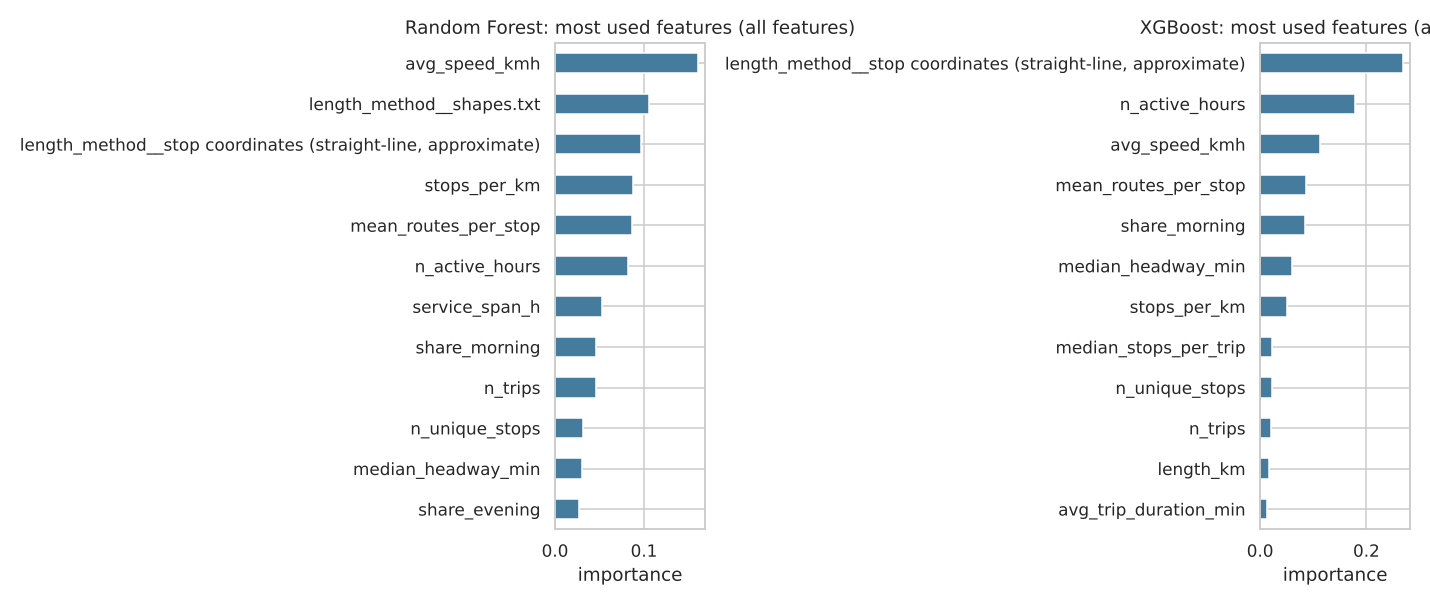 Random Forest: most used features (all features)
avg_speed_kmh
length_method__shapes.txt
length_method__stop coordinates (straight-line, approximate)
stops_per_km
mean_routes_per_stop
n_active_hours
service_span_h
share_morning
n_trips
n_unique_stops
median_headway_min
share_evening
0.0 0.1
importance
XGBoost: most used features (a
length_method__stop coordinates (straight-line, approximate)
n_active_hours
avg_speed_kmh
mean_routes_per_stop
share_morning
median_headway_min
stops_per_km
median_stops_per_trip
n_unique_stops
n_trips
length_km
avg_trip_duration_min
0.0 0.2
importance